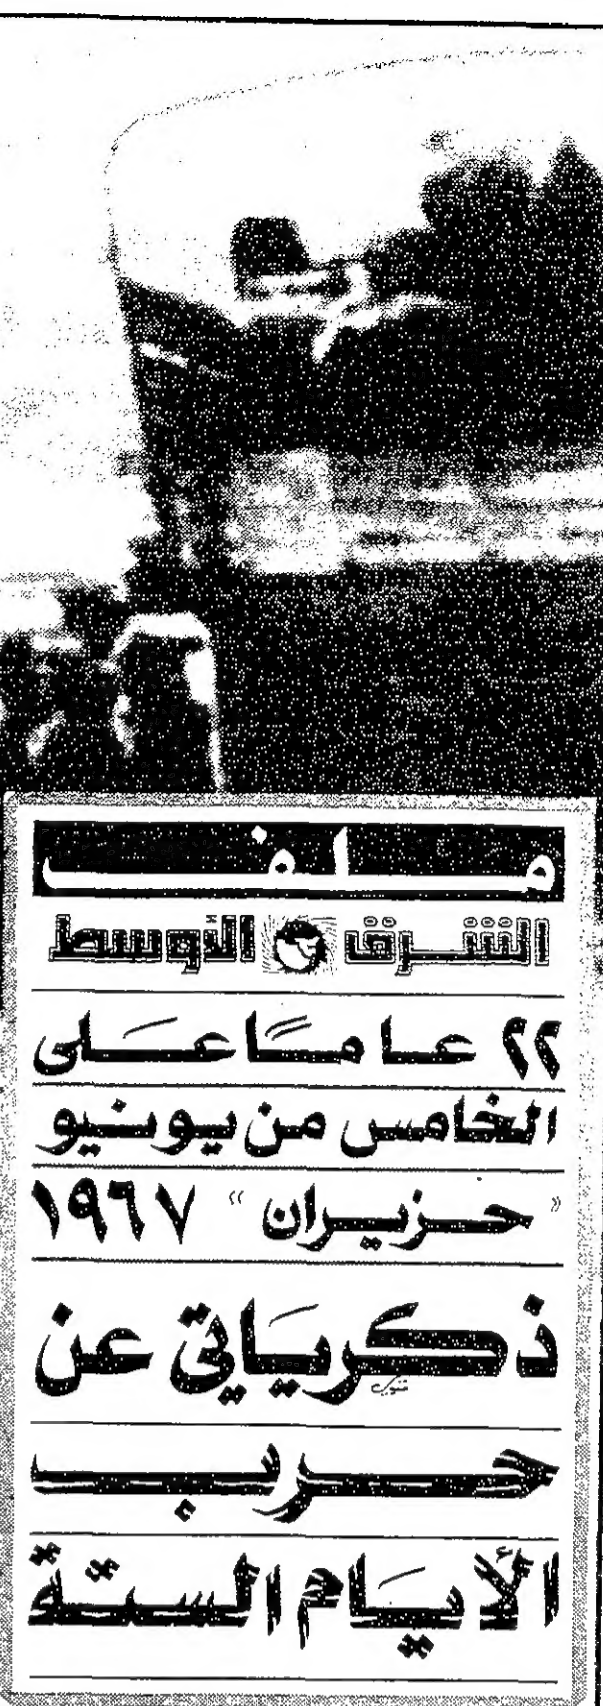 ملف
الشرق الأوسط
٢٢ عاماً على
الخامس من يونيو
« حزيران » ١٩٦٧
ذكرياتي عن
حرب
الأيام الستة